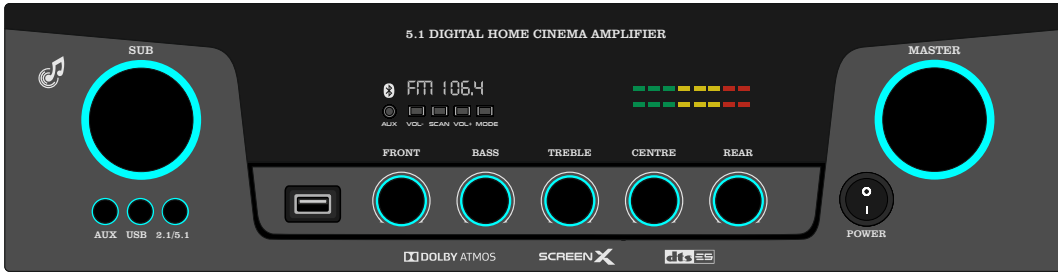 5.1 DIGITAL HOME CINEMA AMPLIFIER
SUB
MASTER
FM 106.4
AUX VOL- SCAN VOL+ MODE
FRONT BASS TREBLE CENTRE REAR
AUX USB 2.1/5.1
POWER
DOLBY ATMOS SCREEN X dts ES